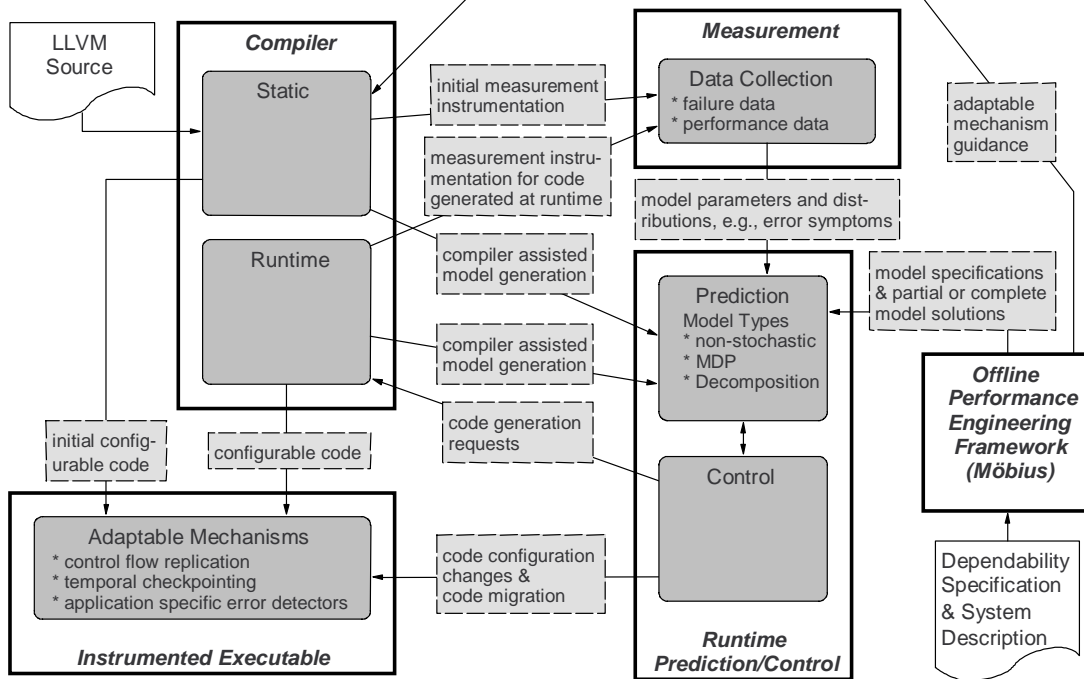 LLVM
Source
Compiler
Static
Runtime
initial measurement
instrumentation
measurement instru-
mentation for code
generated at runtime
compiler assisted
model generation
compiler assisted
model generation
code generation
requests
Measurement
Data Collection
* failure data
* performance data
model parameters and dist-
ributions, e.g., error symptoms
adaptable
mechanism
guidance
Prediction
Model Types
* non-stochastic
* MDP
* Decomposition
model specifications
& partial or complete
model solutions
Control
Runtime
Prediction/Control
Offline
Performance
Engineering
Framework
(Möbius)
Dependability
Specification
& System
Description
initial config-
urable code
configurable code
Adaptable Mechanisms
* control flow replication
* temporal checkpointing
* application specific error detectors
Instrumented Executable
code configuration
changes &
code migration